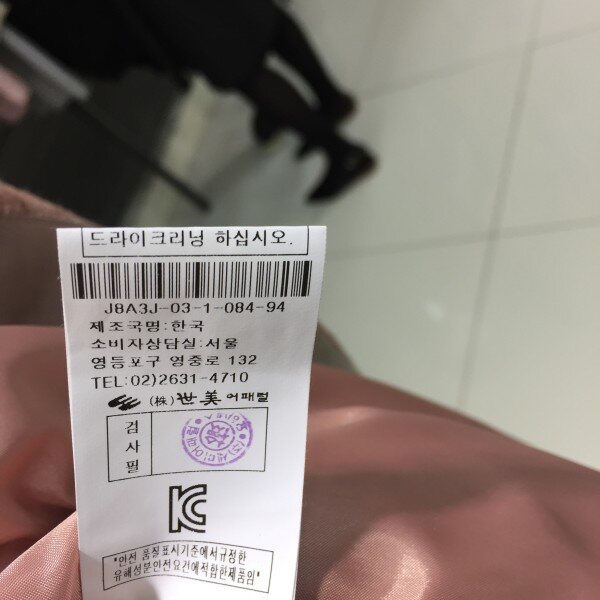 드라이크리닝 하십시오.
J8A3J-03-1-084-94
제조국명:한국
소비자상담실:서울
영등포구 영중로 132
TEL:02)2631-4710
(株)世美어패럴
검사필
KC
"안전 품질표시기준에서규정한
유해성분안전요건에적합한제품임"